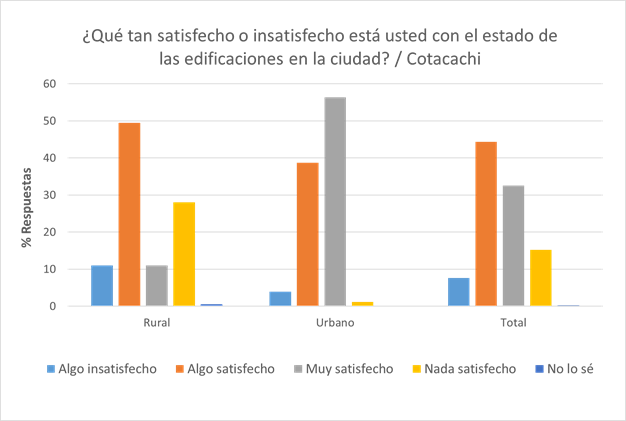 ¿Qué tan satisfecho o insatisfecho está usted con el estado de
las edificaciones en la ciudad? / Cotacachi
60
50
40
30
20
10
0
% Respuestas
Rural Urbano Total
Algo insatisfecho Algo satisfecho Muy satisfecho Nada satisfecho No lo sé